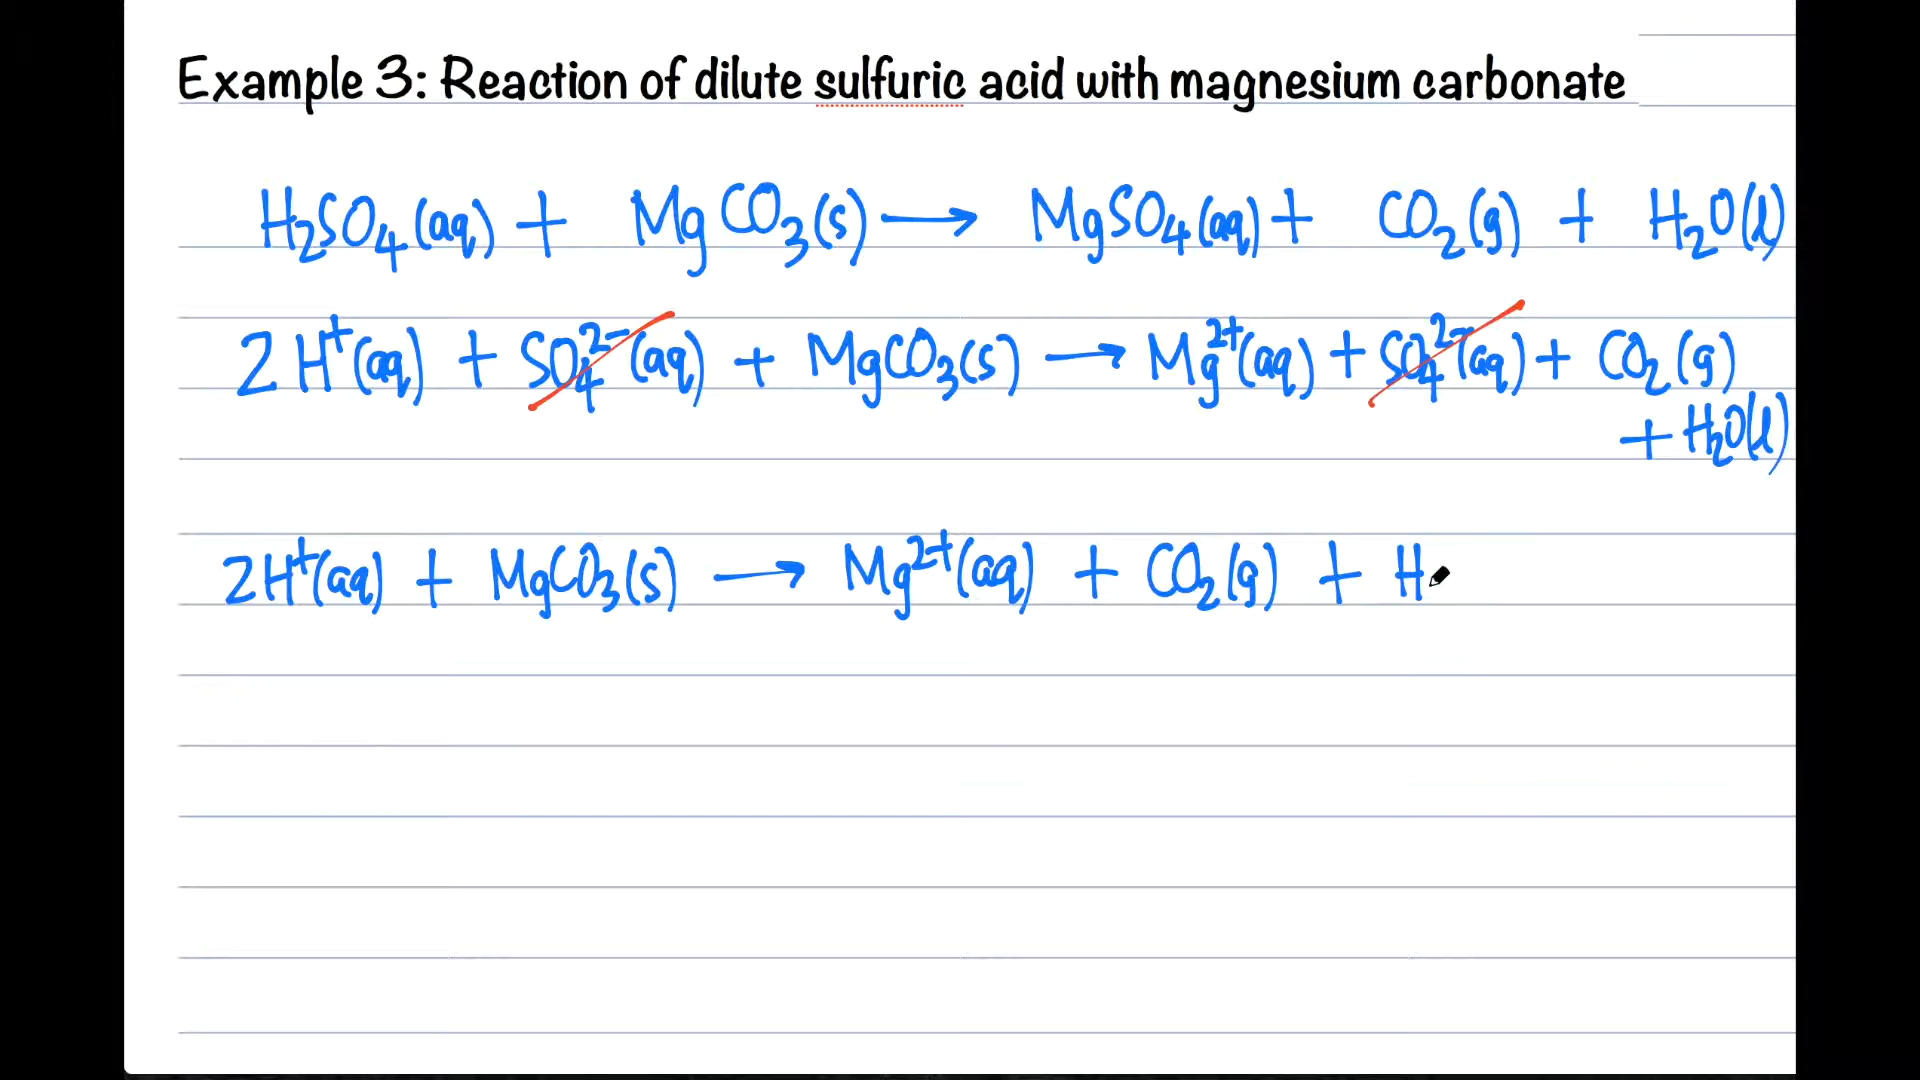 Example 3: Reaction of dilute sulfuric acid with magnesium carbonate
H₂SO₄(aq) + MgCO₃(s) → MgSO₄(aq) + CO₂(g) + H₂O(l)
2H⁺(aq) + SO₄²⁻(aq) + MgCO₃(s) → Mg²⁺(aq) + SO₄²⁻(aq) + CO₂(g)
+ H₂O(l)
2H⁺(aq) + MgCO₃(s) → Mg²⁺(aq) + CO₂(g) + H